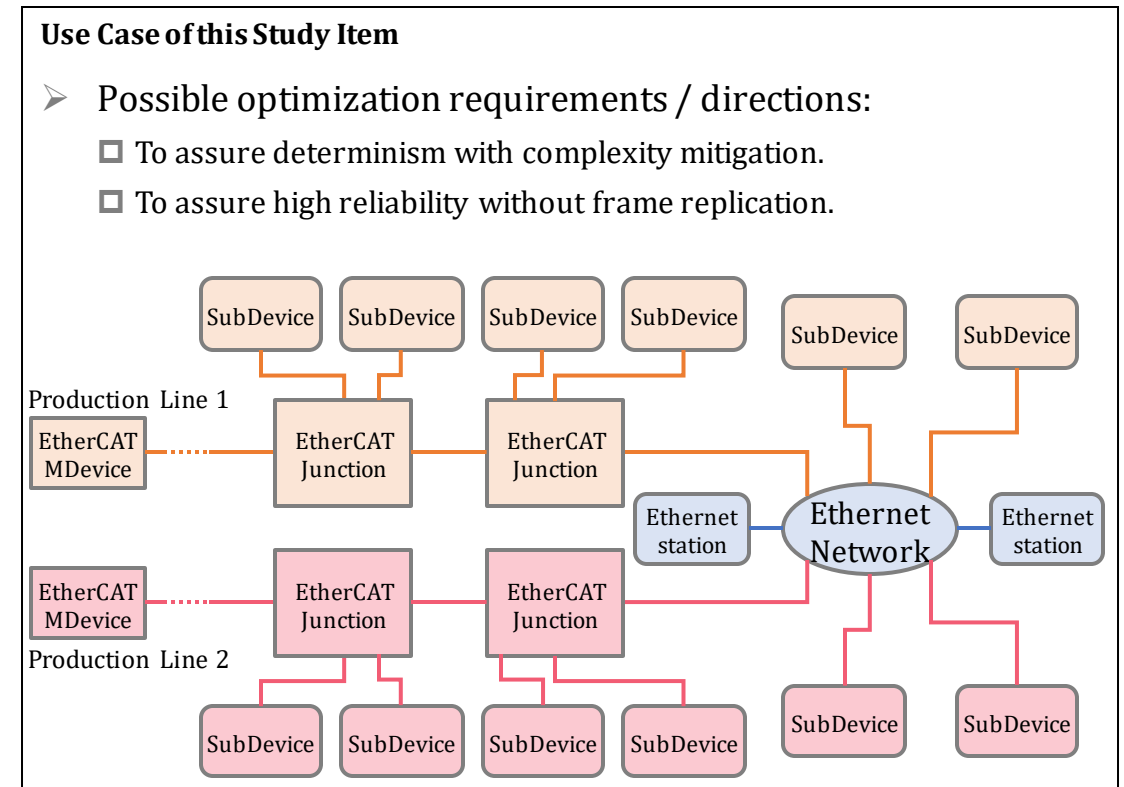 Use Case of this Study Item
Possible optimization requirements / directions:
To assure determinism with complexity mitigation.
To assure high reliability without frame replication.
SubDevice
SubDevice
SubDevice
SubDevice
SubDevice
SubDevice
Production Line 1
EtherCAT
MDevice
EtherCAT
Junction
EtherCAT
Junction
Ethernet
station
Ethernet
Network
Ethernet
station
EtherCAT
MDevice
EtherCAT
Junction
EtherCAT
Junction
Production Line 2
SubDevice
SubDevice
SubDevice
SubDevice
SubDevice
SubDevice